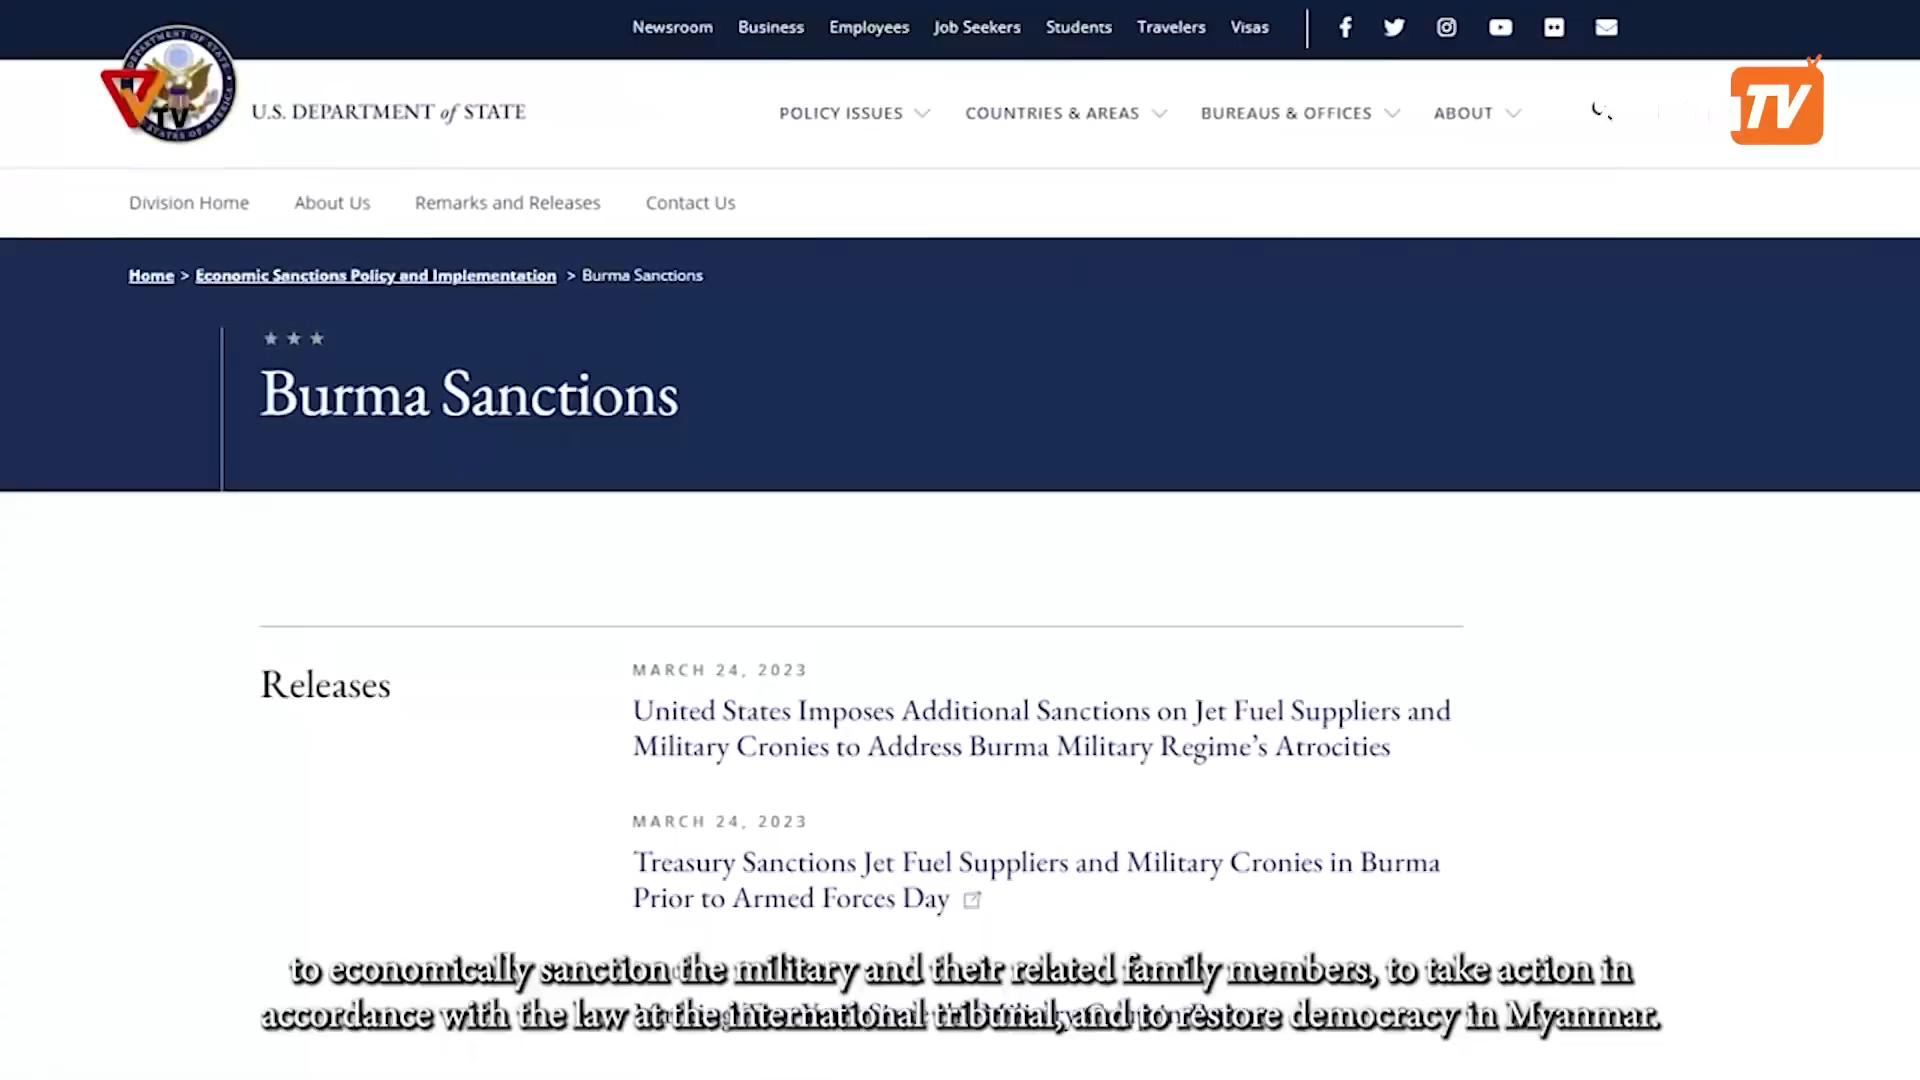 Newsroom Business Employees Job Seekers Students Travelers Visas
U.S. DEPARTMENT of STATE
POLICY ISSUES COUNTRIES & AREAS BUREAUS & OFFICES ABOUT
TV
TV
Division Home About Us Remarks and Releases Contact Us
Home > Economic Sanctions Policy and Implementation > Burma Sanctions
Burma Sanctions
Releases
MARCH 24, 2023
United States Imposes Additional Sanctions on Jet Fuel Suppliers and
Military Cronies to Address Burma Military Regime’s Atrocities
MARCH 24, 2023
Treasury Sanctions Jet Fuel Suppliers and Military Cronies in Burma
Prior to Armed Forces Day
to economically sanction the military and their related family members, to take action in
accordance with the law at the international tribunal, and to restore democracy in Myanmar.